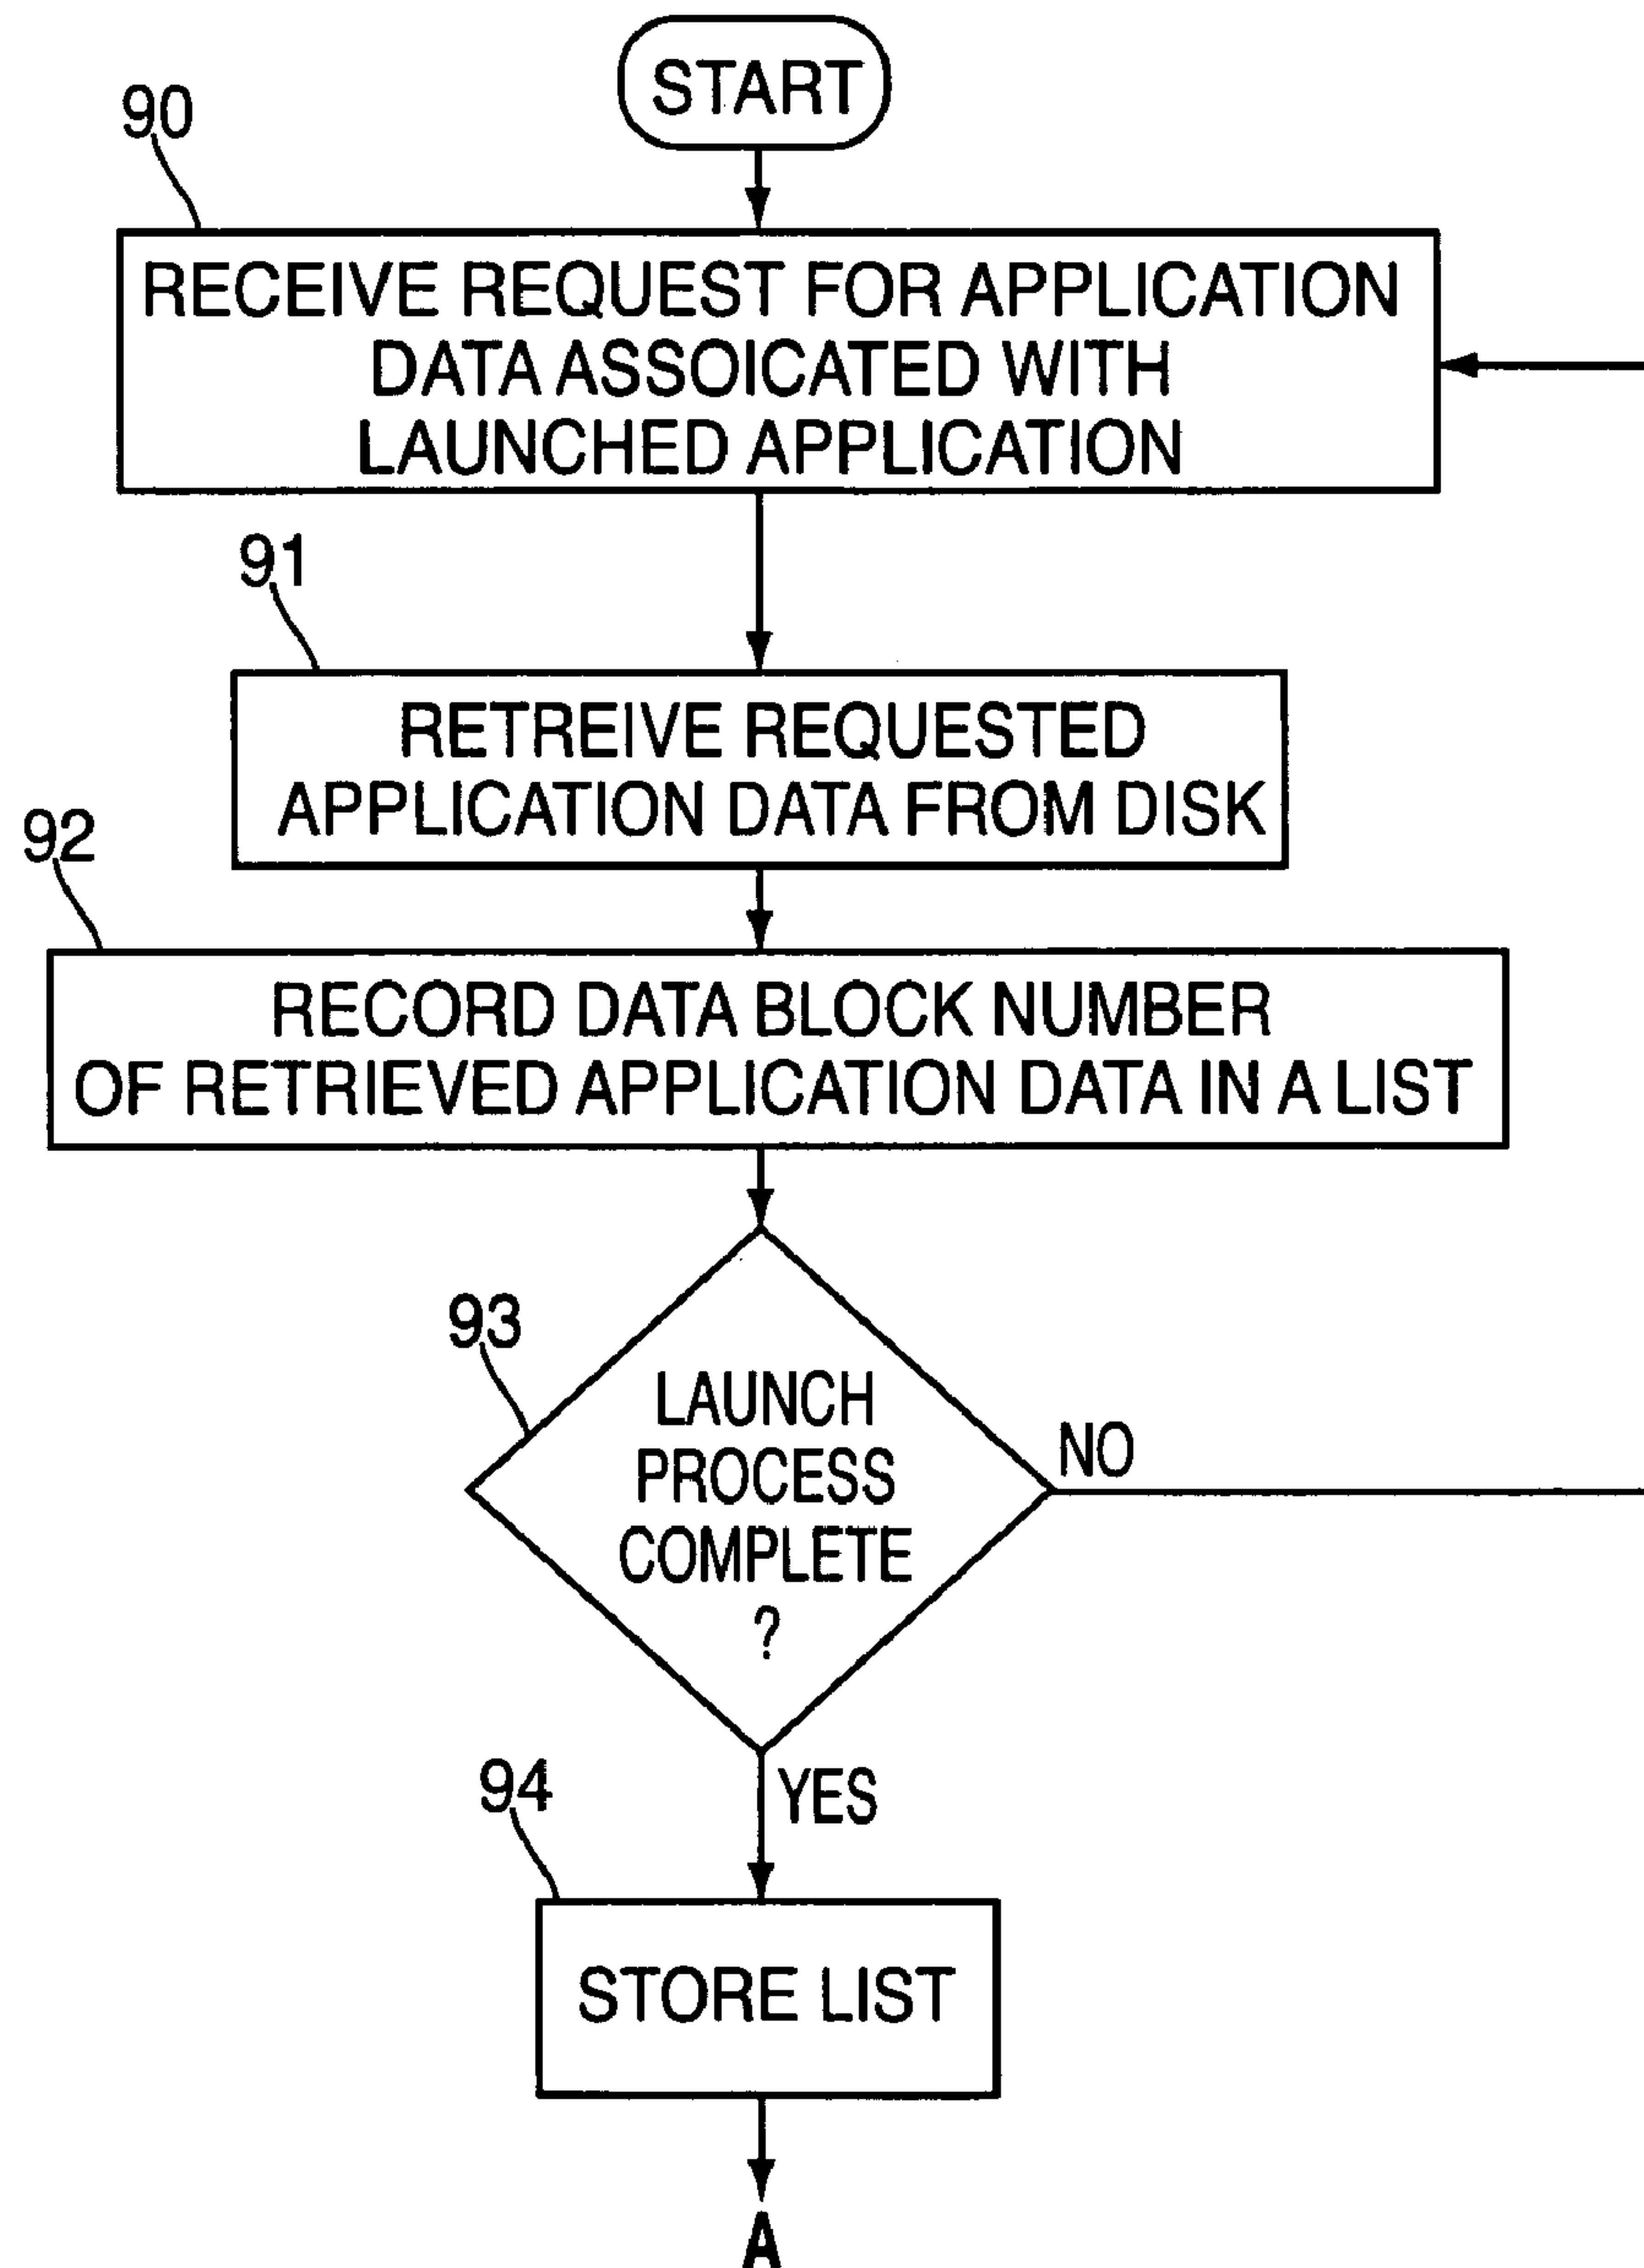 START
90
RECEIVE REQUEST FOR APPLICATION
DATA ASSOICATED WITH
LAUNCHED APPLICATION
91
RETREIVE REQUESTED
APPLICATION DATA FROM DISK
92
RECORD DATA BLOCK NUMBER
OF RETRIEVED APPLICATION DATA IN A LIST
93
LAUNCH
PROCESS
COMPLETE
?
NO
YES
94
STORE LIST
A